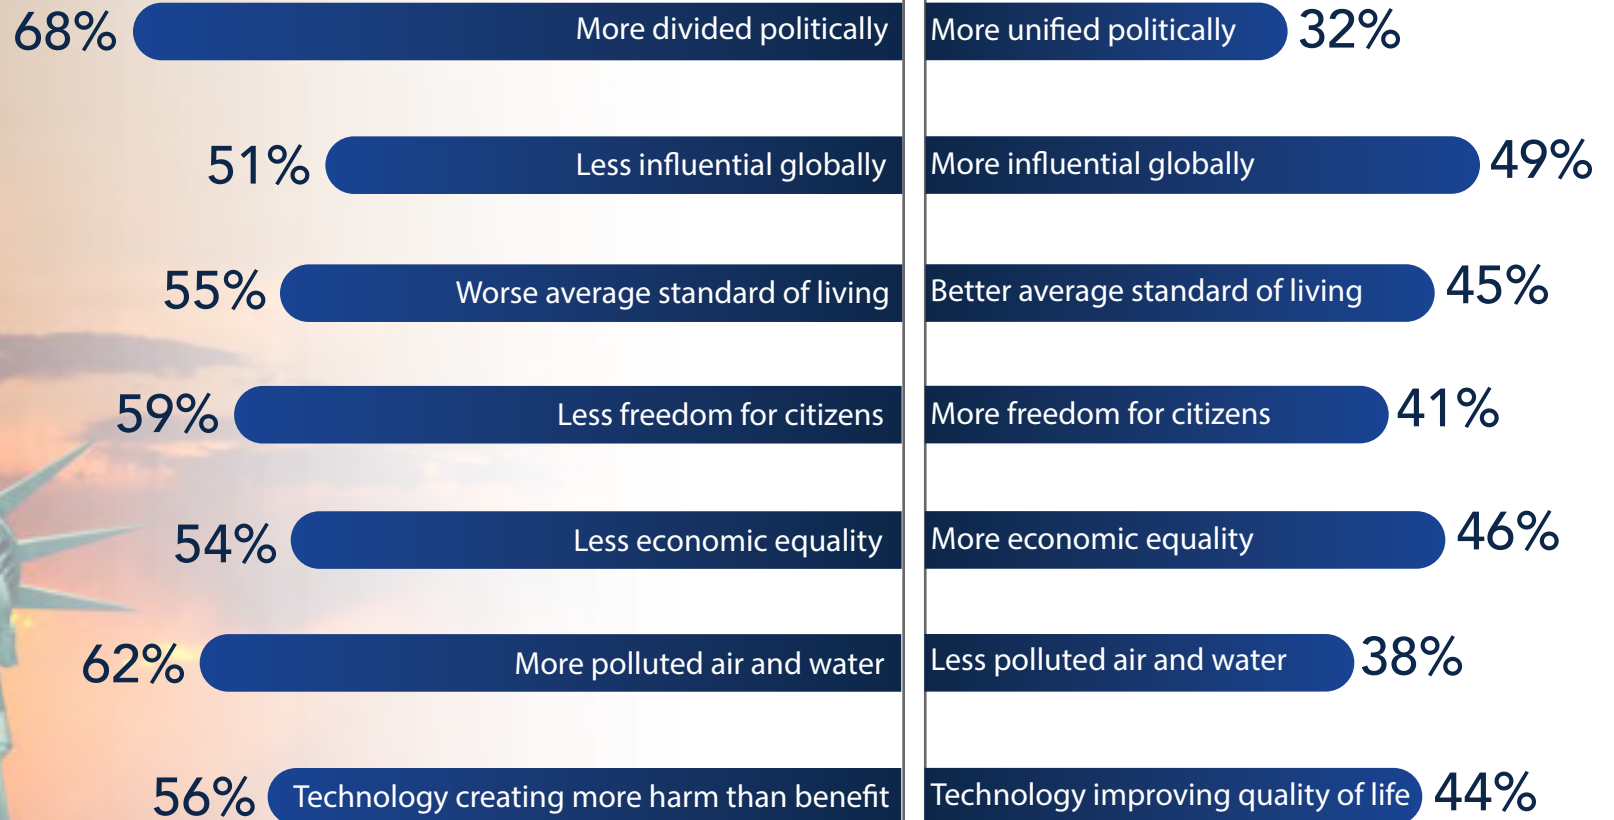 68% More divided politically More unified politically 32%
51% Less influential globally More influential globally 49%
55% Worse average standard of living Better average standard of living 45%
59% Less freedom for citizens More freedom for citizens 41%
54% Less economic equality More economic equality 46%
62% More polluted air and water Less polluted air and water 38%
56% Technology creating more harm than benefit Technology improving quality of life 44%